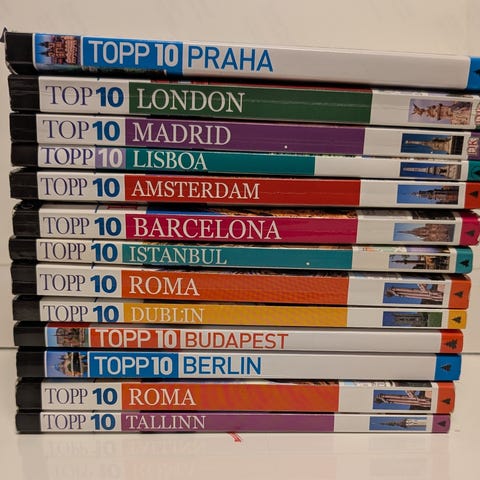 TOPP 10 PRAHA
TOP 10 LONDON
TOPP 10 MADRID
TOPP 10 LISBOA
TOPP 10 AMSTERDAM
TOPP 10 BARCELONA
TOPP 10 ISTANBUL
TOPP 10 ROMA
TOPP 10 DUBLIN
TOPP 10 BUDAPEST
TOPP 10 BERLIN
TOPP 10 ROMA
TOPP 10 TALLINN